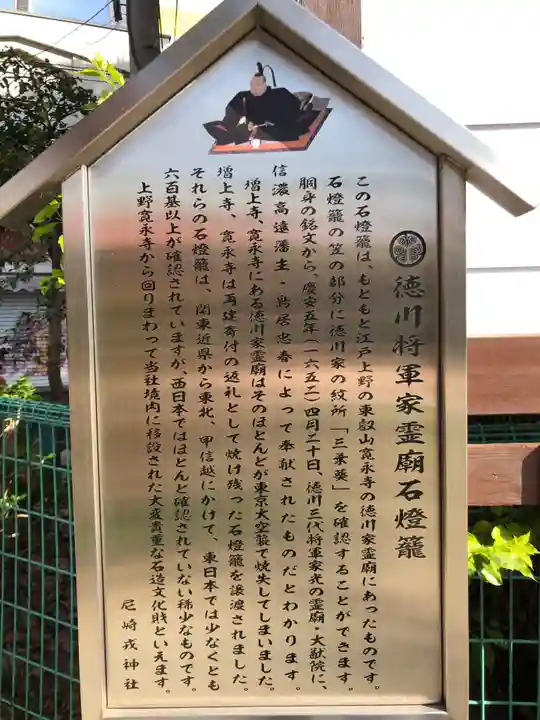 徳川将軍家霊廟石燈籠
この石燈籠は、もともと江戸上野の東叡山寛永寺の徳川家霊廟にあったものです。
石燈籠の笠の部分に徳川家の紋所「三葉葵」を確認することができます。
胴身の銘文から、慶安五年（一六五二）四月二十日、徳川三代将軍家光の霊廟・大猷院に、
信濃高遠藩主・鳥居忠春によって奉献されたものだとわかります。
増上寺、寛永寺にある徳川家霊廟はそのほとんどが東京大空襲で焼失してしまいました。
増上寺、寛永寺は再建寄付の返礼として焼け残った石燈籠を譲渡されました。
それらの石燈籠は、関東近県から東北、甲信越にかけて、東日本では少なくとも
六百基以上が確認されていますが、西日本ではほとんど確認されていない稀少なものです。
上野寛永寺から回りまわって当社境内に移設された大変貴重な石造文化財といえます。
尼崎戎神社